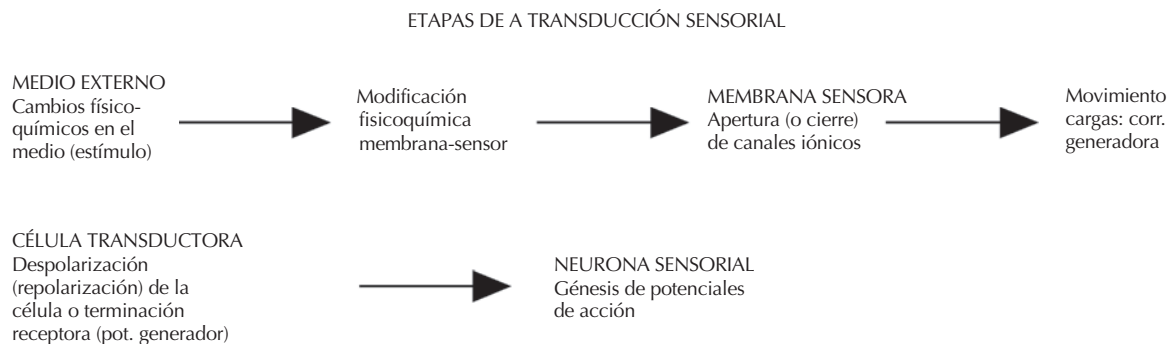 ETAPAS DE A TRANSDUCCIÓN SENSORIAL
MEDIO EXTERNO
Cambios físico-
químicos en el
medio (estímulo)
Modificación
fisicoquímica
membrana-sensor
MEMBRANA SENSORA
Apertura (o cierre)
de canales iónicos
Movimiento
cargas: corr.
generadora
CÉLULA TRANSDUCTORA
Despolarización
(repolarización) de la
célula o terminación
receptora (pot. generador)
NEURONA SENSORIAL
Génesis de potenciales
de acción